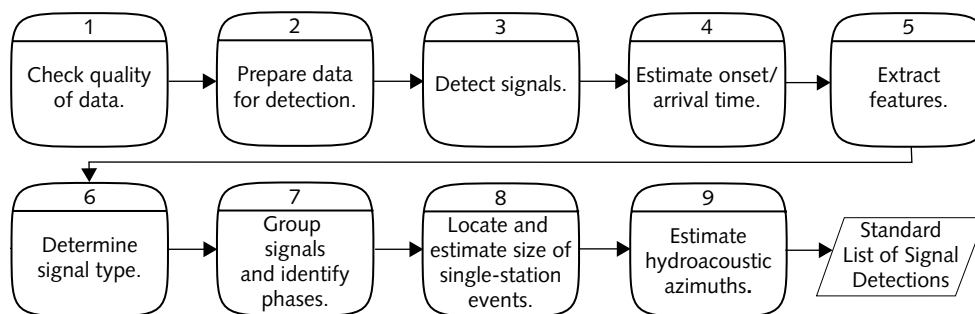 1
Check quality
of data.
2
Prepare data
for detection.
3
Detect signals.
4
Estimate onset/
arrival time.
5
Extract
features.
6
Determine
signal type.
7
Group
signals
and identify
phases.
8
Locate and
estimate size of
single-station
events.
9
Estimate
hydroacoustic
azimuths.
Standard
List of Signal
Detections